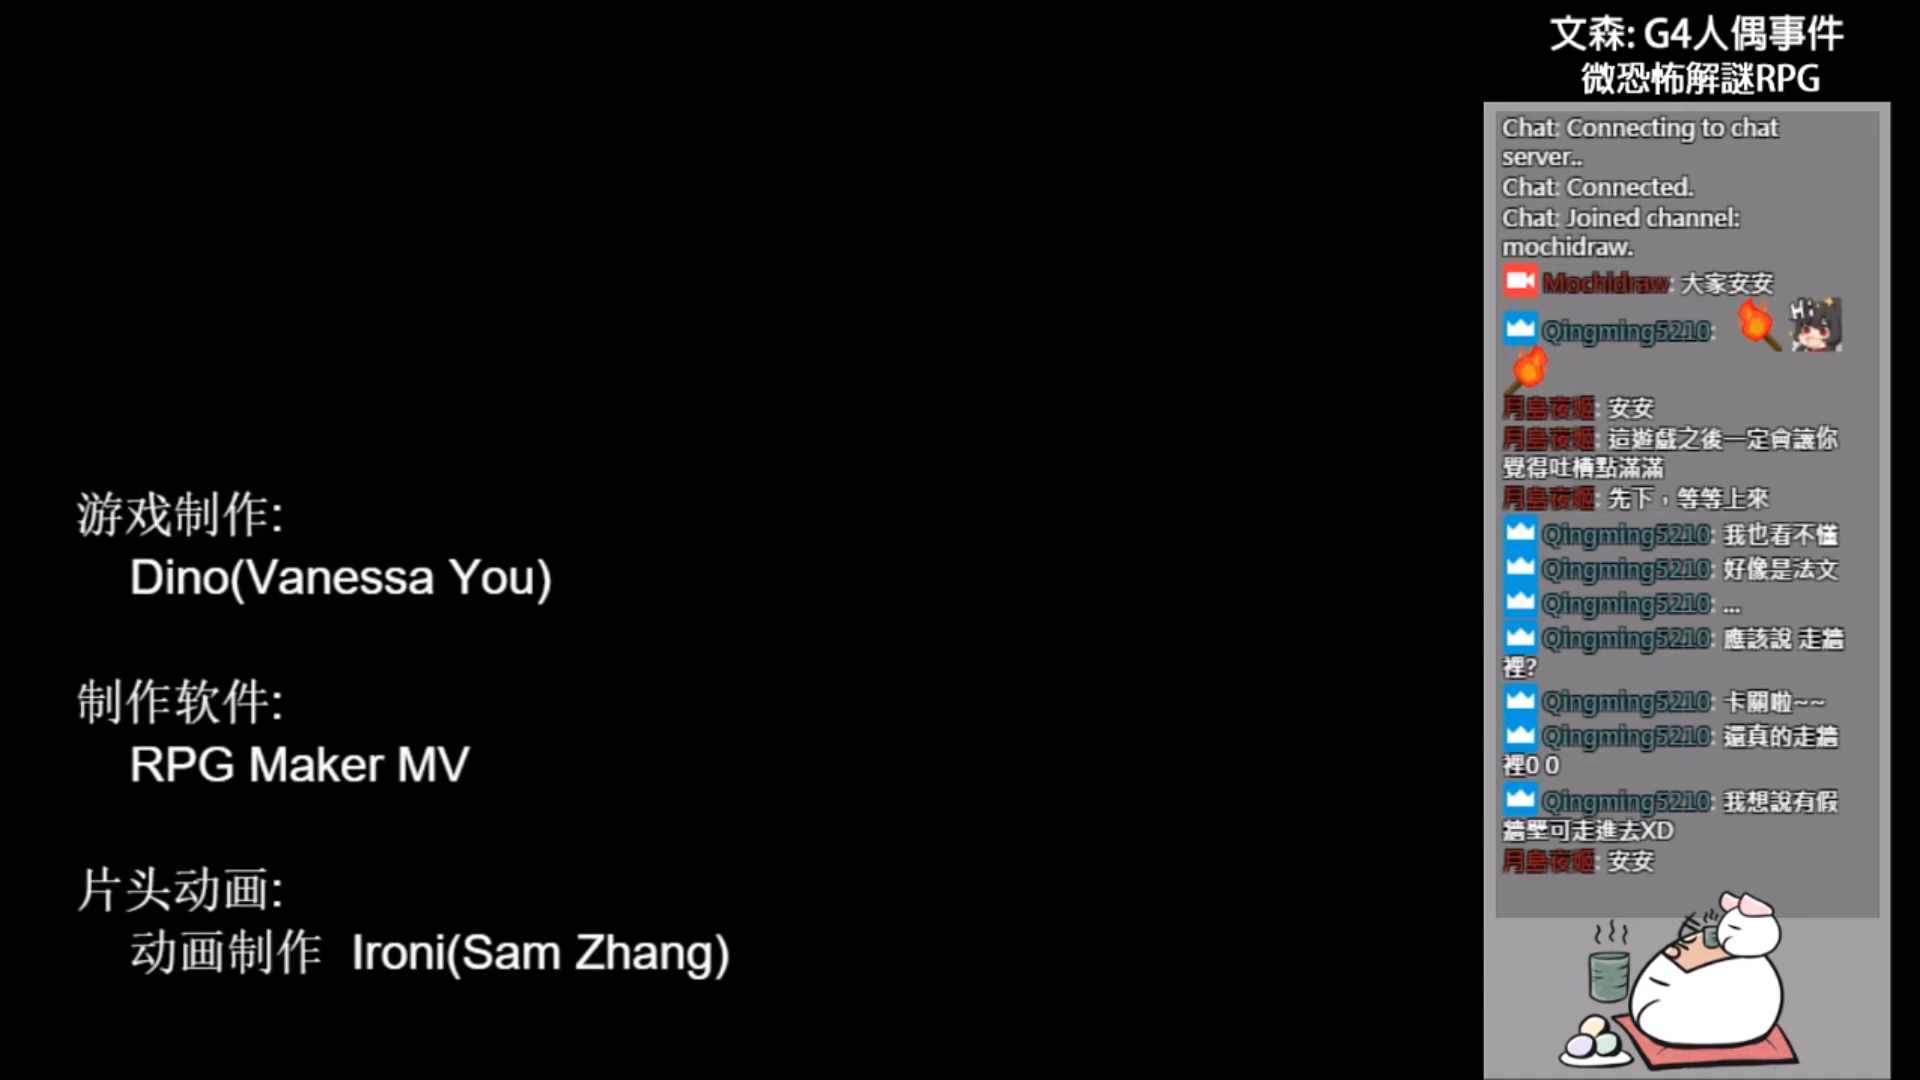 游戏制作:
Dino(Vanessa You)
制作软件:
RPG Maker MV
片头动画:
动画制作 Ironi(Sam Zhang)
文森: G4人偶事件
微恐怖解謎RPG
Chat: Connecting to chat
server..
Chat: Connected.
Chat: Joined channel:
mochidraw.
Mochidraw: 大家安安
Qingming5210:
Hi
月島夜姬: 安安
月島夜姬: 這遊戲之後一定會讓你
覺得吐槽點滿滿
月島夜姬: 先下，等等上來
Qingming5210: 我也看不懂
Qingming5210: 好像是法文
Qingming5210: ...
Qingming5210: 應該說 走牆
裡?
Qingming5210: 卡關啦~~
Qingming5210: 還真的走牆
裡0 0
Qingming5210: 我想說有假
牆壁可走進去XD
月島夜姬: 安安